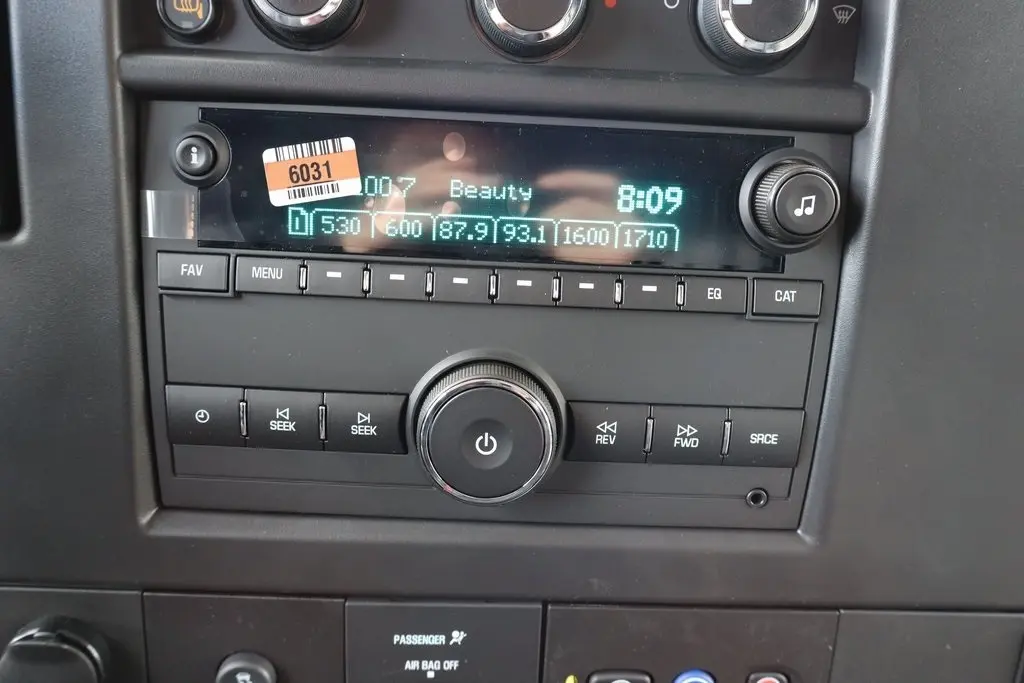 6031
00.7 Beauty 8:09
1 530 600 87.9 93.1 1600 1710
FAV MENU EQ CAT
SEEK SEEK REV FWD SRCE
PASSENGER
AIR BAG OFF